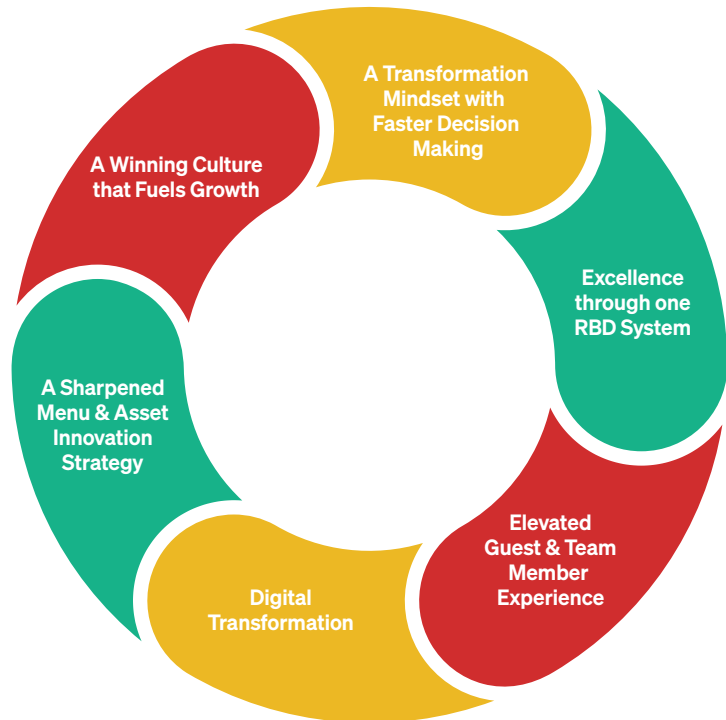 A Transformation
Mindset with
Faster Decision
Making
Excellence
through one
RBD System
Elevated
Guest & Team
Member
Experience
Digital
Transformation
A Sharpened
Menu & Asset
Innovation
Strategy
A Winning Culture
that Fuels Growth